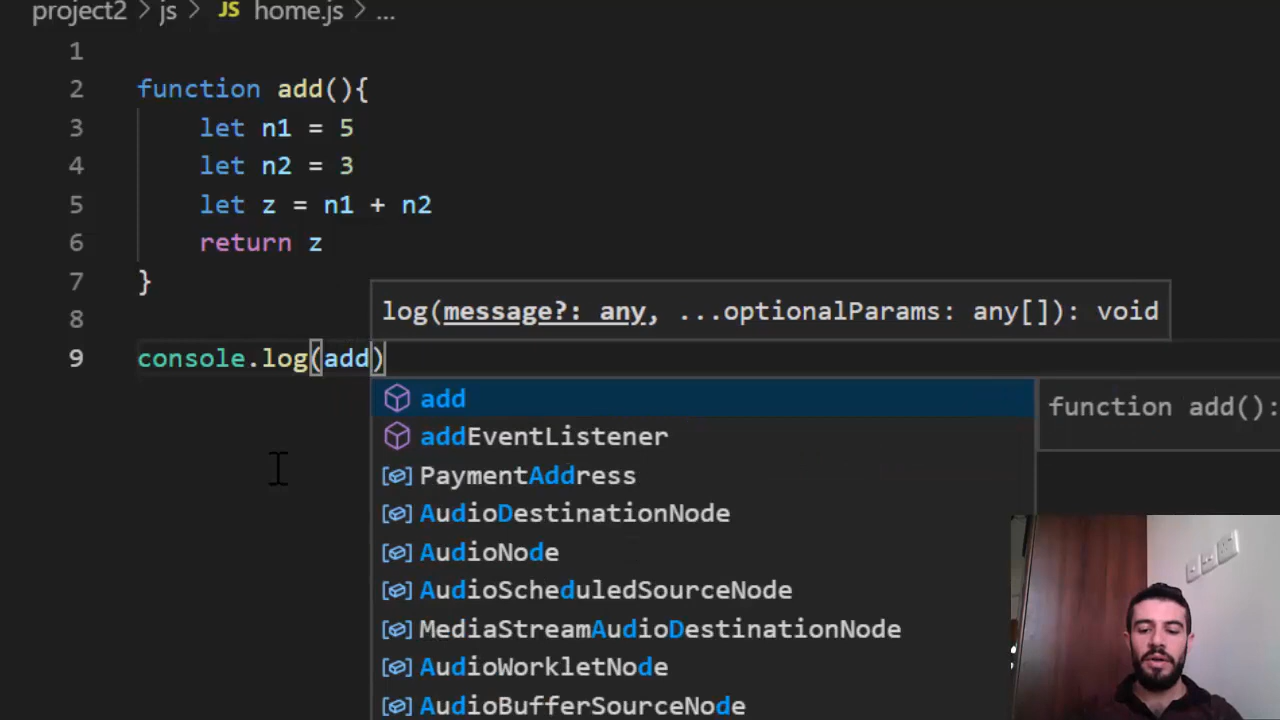 project2 > js > JS home.js > ...
1
2 function add(){
3 let n1 = 5
4 let n2 = 3
5 let z = n1 + n2
6 return z
7 }
log(message?: any, ...optionalParams: any[]): void
8
9 console.log(add)
add
function add():
addEventListener
PaymentAddress
AudioDestinationNode
AudioNode
AudioScheduledSourceNode
MediaStreamAudioDestinationNode
AudioWorkletNode
AudioBufferSourceNode